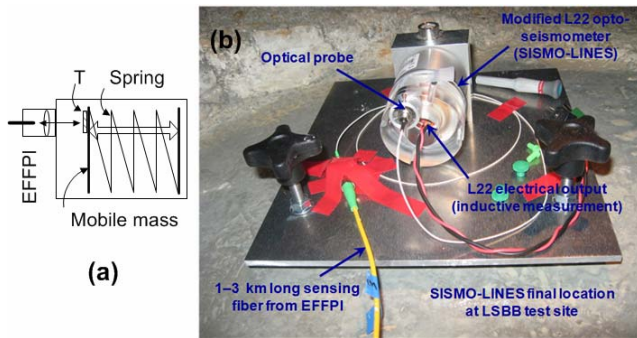 (a)
T
Spring
EFFPI
Mobile mass
(b)
Modified L22 opto-
seismometer
(SISMO-LINES)
Optical probe
L22 electrical output
(inductive measurement)
1–3 km long sensing
fiber from EFFPI
SISMO-LINES final location
at LSBB test site